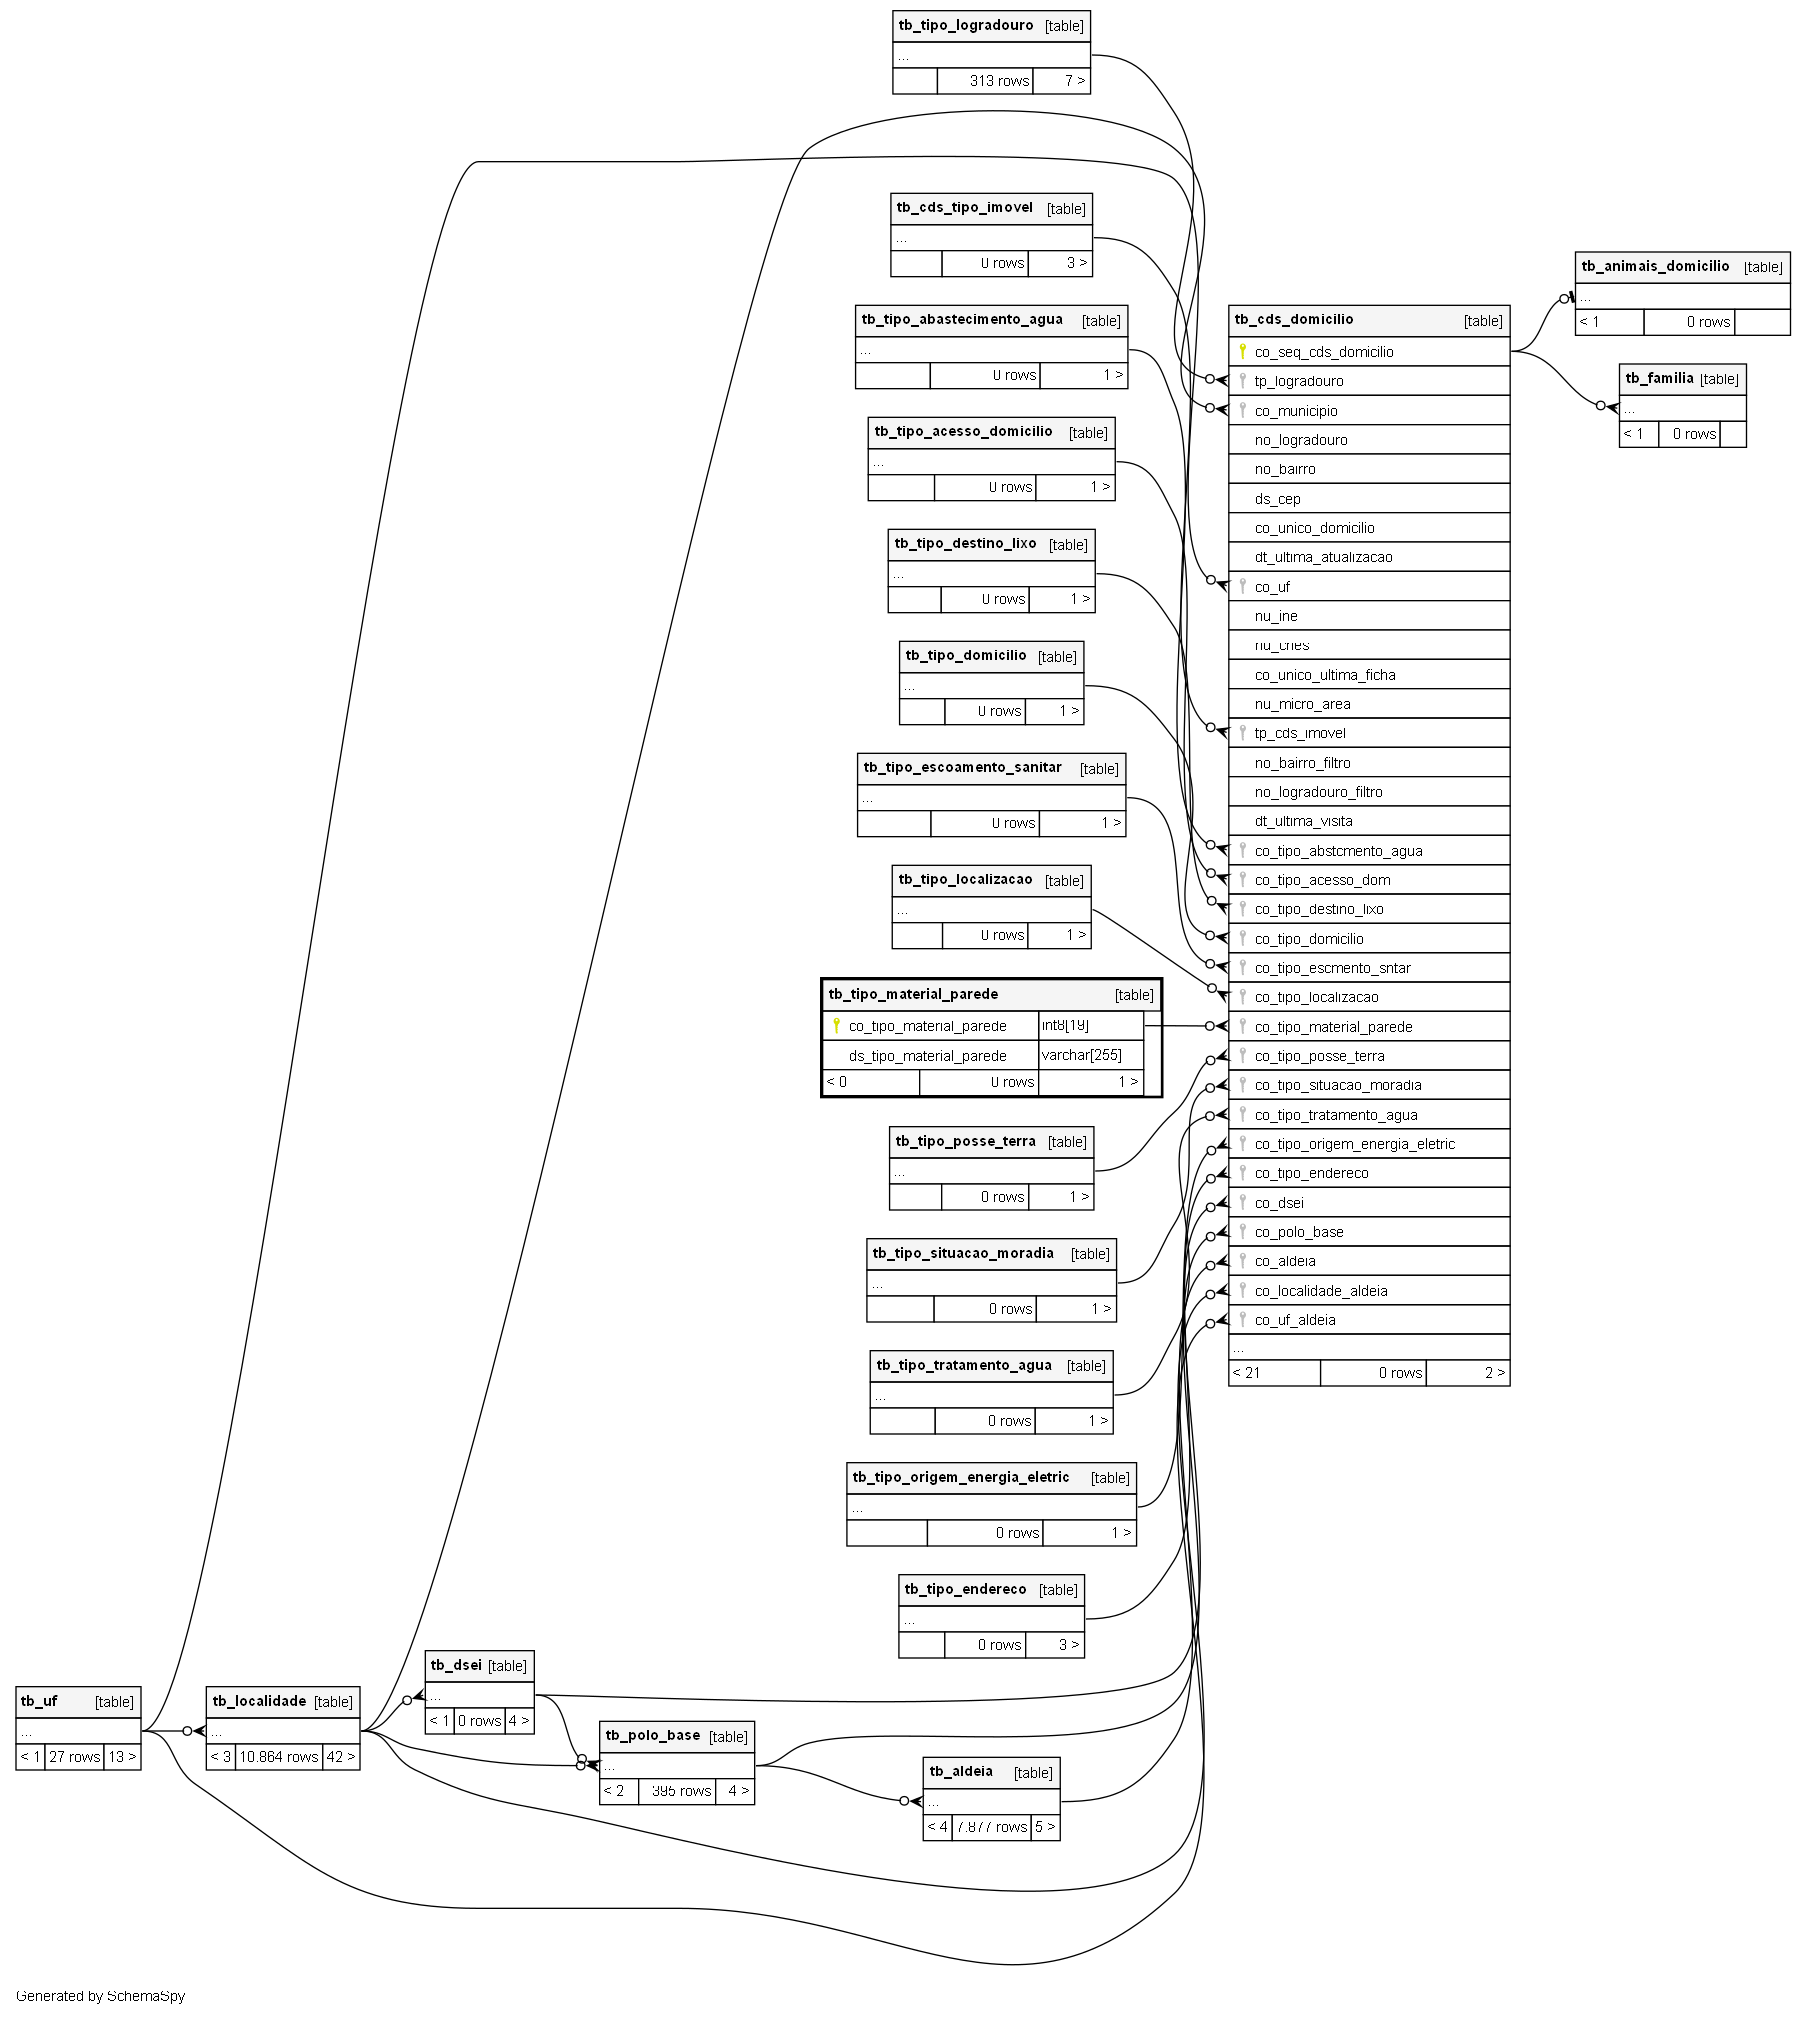 tb_tipo_logradouro [table]
...
313 rows 7 >
tb_cds_tipo_imovel [table]
...
0 rows 3 >
tb_tipo_abastecimento_agua [table]
...
0 rows 1 >
tb_tipo_acesso_domicilio [table]
...
0 rows 1 >
tb_tipo_destino_lixo [table]
...
0 rows 1 >
tb_tipo_domicilio [table]
...
0 rows 1 >
tb_tipo_escoamento_sanitar [table]
...
0 rows 1 >
tb_tipo_localizacao [table]
...
0 rows 1 >
tb_tipo_material_parede [table]
co_tipo_material_parede int8[19]
ds_tipo_material_parede varchar[255]
< 0 0 rows 1 >
tb_tipo_posse_terra [table]
...
0 rows 1 >
tb_tipo_situacao_moradia [table]
...
0 rows 1 >
tb_tipo_tratamento_agua [table]
...
0 rows 1 >
tb_tipo_origem_energia_eletric [table]
...
0 rows 1 >
tb_tipo_endereco [table]
...
0 rows 3 >
tb_cds_domicilio [table]
co_seq_cds_domicilio
tp_logradouro
co_municipio
no_logradouro
no_bairro
ds_cep
co_unico_domicilio
dt_ultima_atualizacao
co_uf
nu_ine
nu_cnes
co_unico_ultima_ficha
nu_micro_area
tp_cds_imovel
no_bairro_filtro
no_logradouro_filtro
dt_ultima_visita
co_tipo_abstcmento_agua
co_tipo_acesso_dom
co_tipo_destino_lixo
co_tipo_domicilio
co_tipo_escmento_sntar
co_tipo_localizacao
co_tipo_material_parede
co_tipo_posse_terra
co_tipo_situacao_moradia
co_tipo_tratamento_agua
co_tipo_origem_energia_eletric
co_tipo_endereco
co_dsei
co_polo_base
co_aldeia
co_localidade_aldeia
co_uf_aldeia
...
< 21 0 rows 2 >
tb_animais_domicilio [table]
...
< 1 0 rows
tb_familia [table]
...
< 1 0 rows
tb_uf [table]
...
< 1 27 rows 13 >
tb_localidade [table]
...
< 3 10.864 rows 42 >
tb_dsei [table]
...
< 1 0 rows 4 >
tb_polo_base [table]
...
< 2 395 rows 4 >
tb_aldeia [table]
...
< 4 7.877 rows 5 >
Generated by SchemaSpy